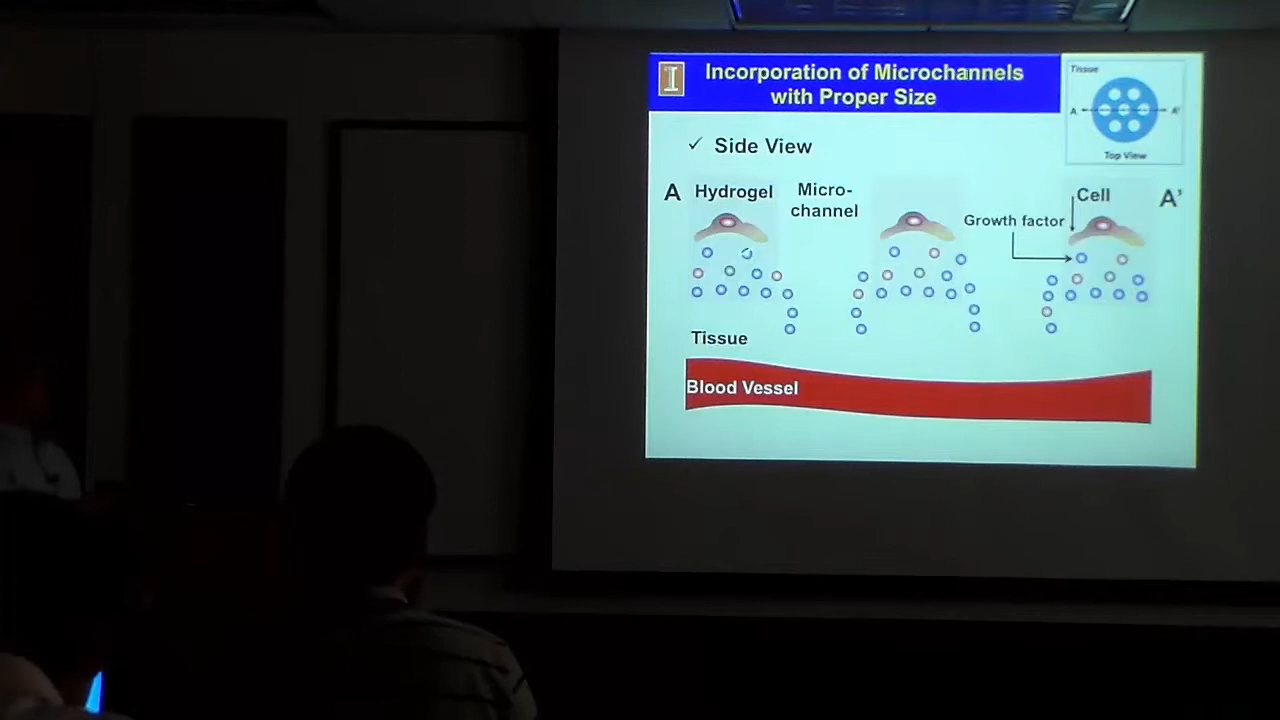 I
Incorporation of Microchannels
with Proper Size
Tissue
A
A'
Top View
✓ Side View
A
Hydrogel
Micro-
channel
Growth factor
Cell
A'
Tissue
Blood Vessel